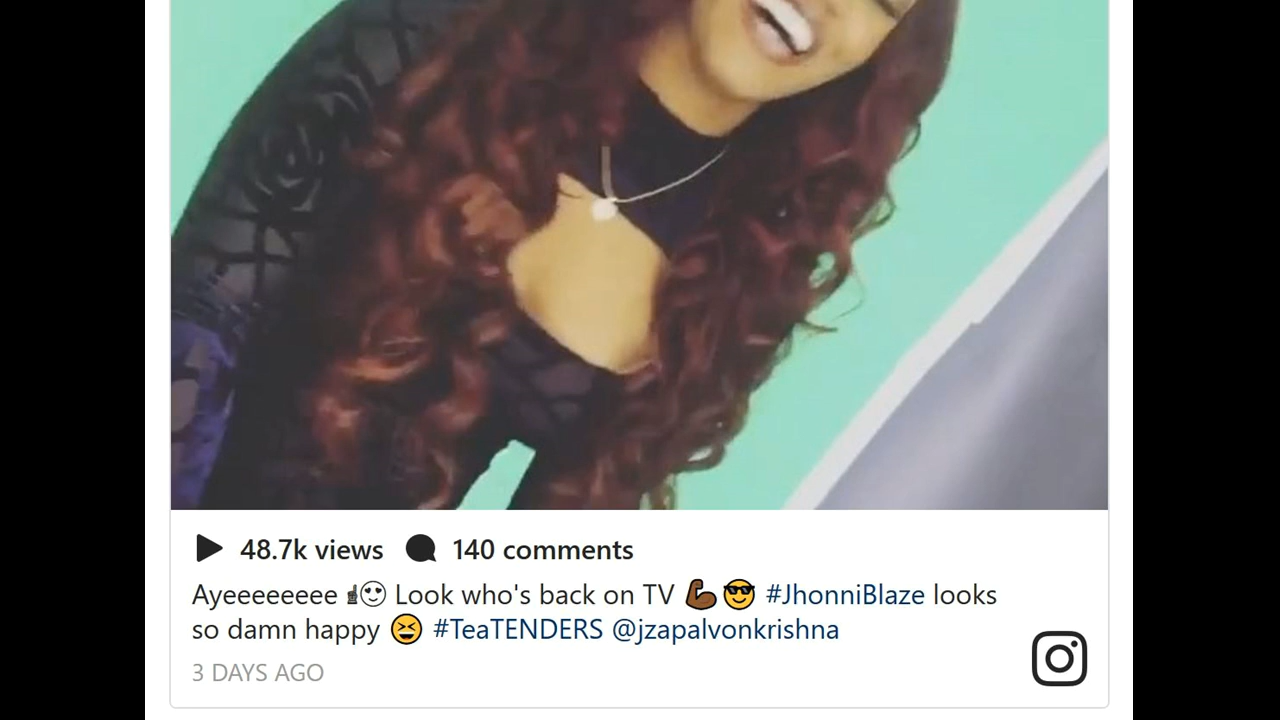 48.7k views 140 comments
Ayeeeeeeee ☝😍 Look who's back on TV 💪🏾😎 #JhonniBlaze looks
so damn happy 😆 #TeaTENDERS @jzapalvonkrishna
3 DAYS AGO